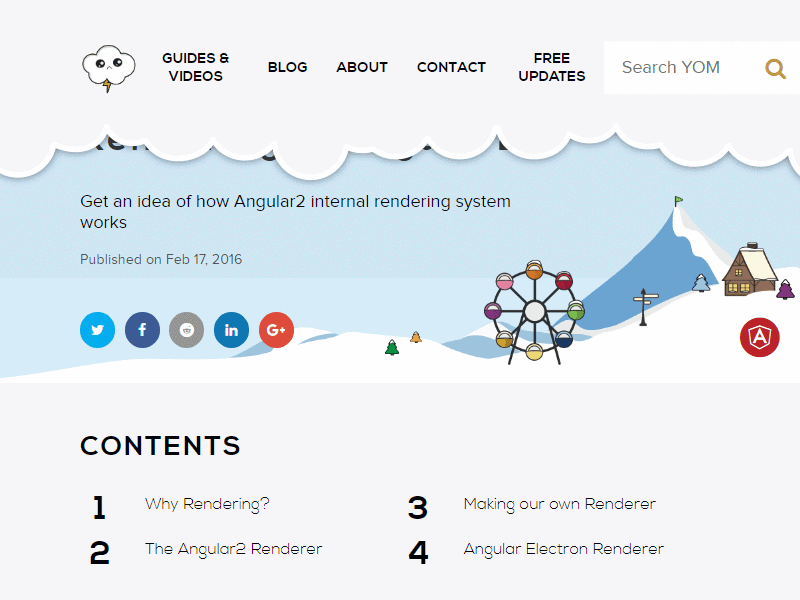 GUIDES &
VIDEOS
BLOG
ABOUT
CONTACT
FREE
UPDATES
Search YOM
Get an idea of how Angular2 internal rendering system
works
Published on Feb 17, 2016
CONTENTS
1 Why Rendering?
2 The Angular2 Renderer
3 Making our own Renderer
4 Angular Electron Renderer